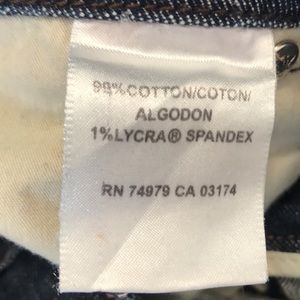 99%COTTON/COTON/
ALGODON
1%LYCRA® SPANDEX
RN 74979 CA 03174